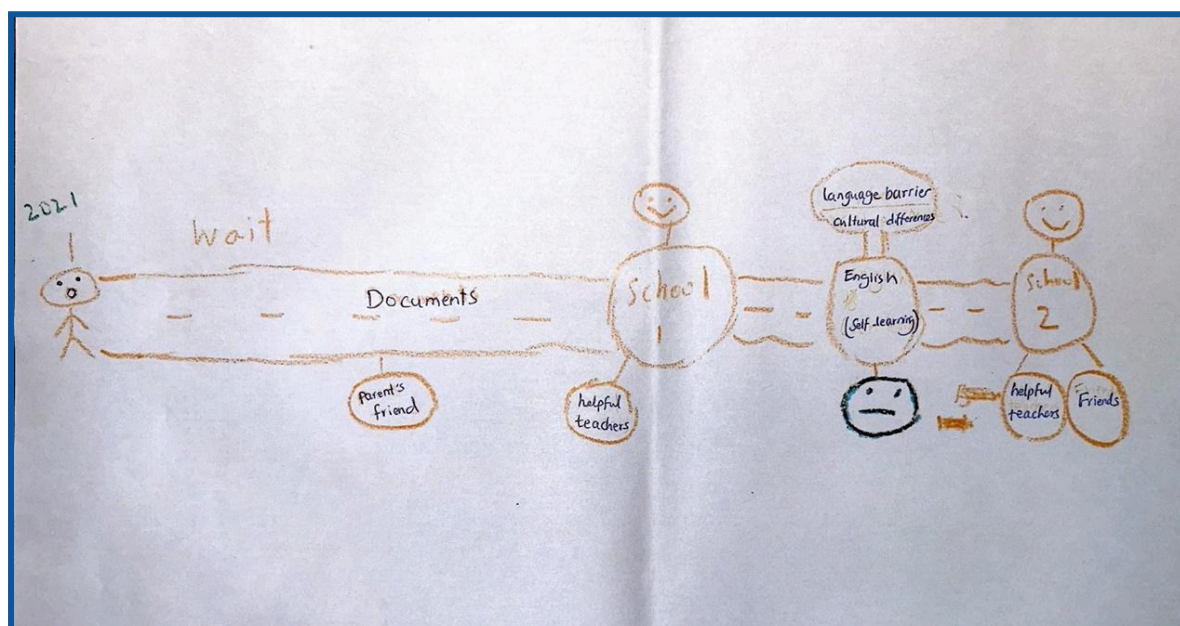 2021
Wait
Documents
Parent's
friend
School
1
helpful
teachers
language barrier
cultural differences
English
(Self-learning)
School
2
helpful
teachers
Friends